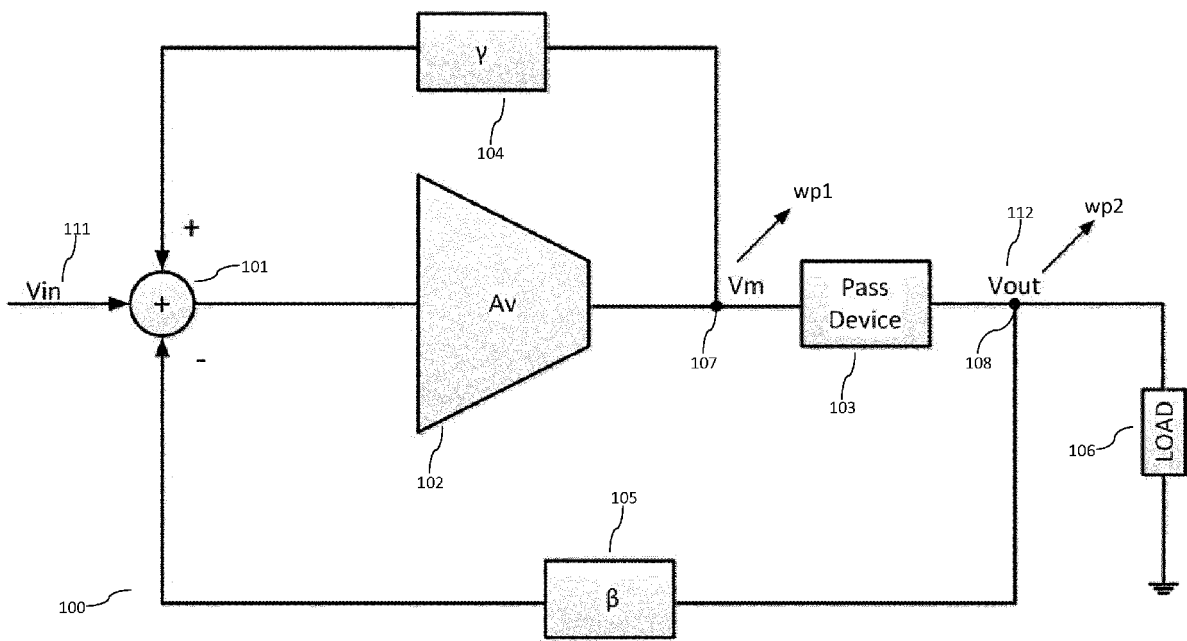 γ
104
wp1
wp2
112
+
111
101
Vin
+
Av
Vm
Pass
Device
Vout
107
103
108
-
102
106
LOAD
105
β
100